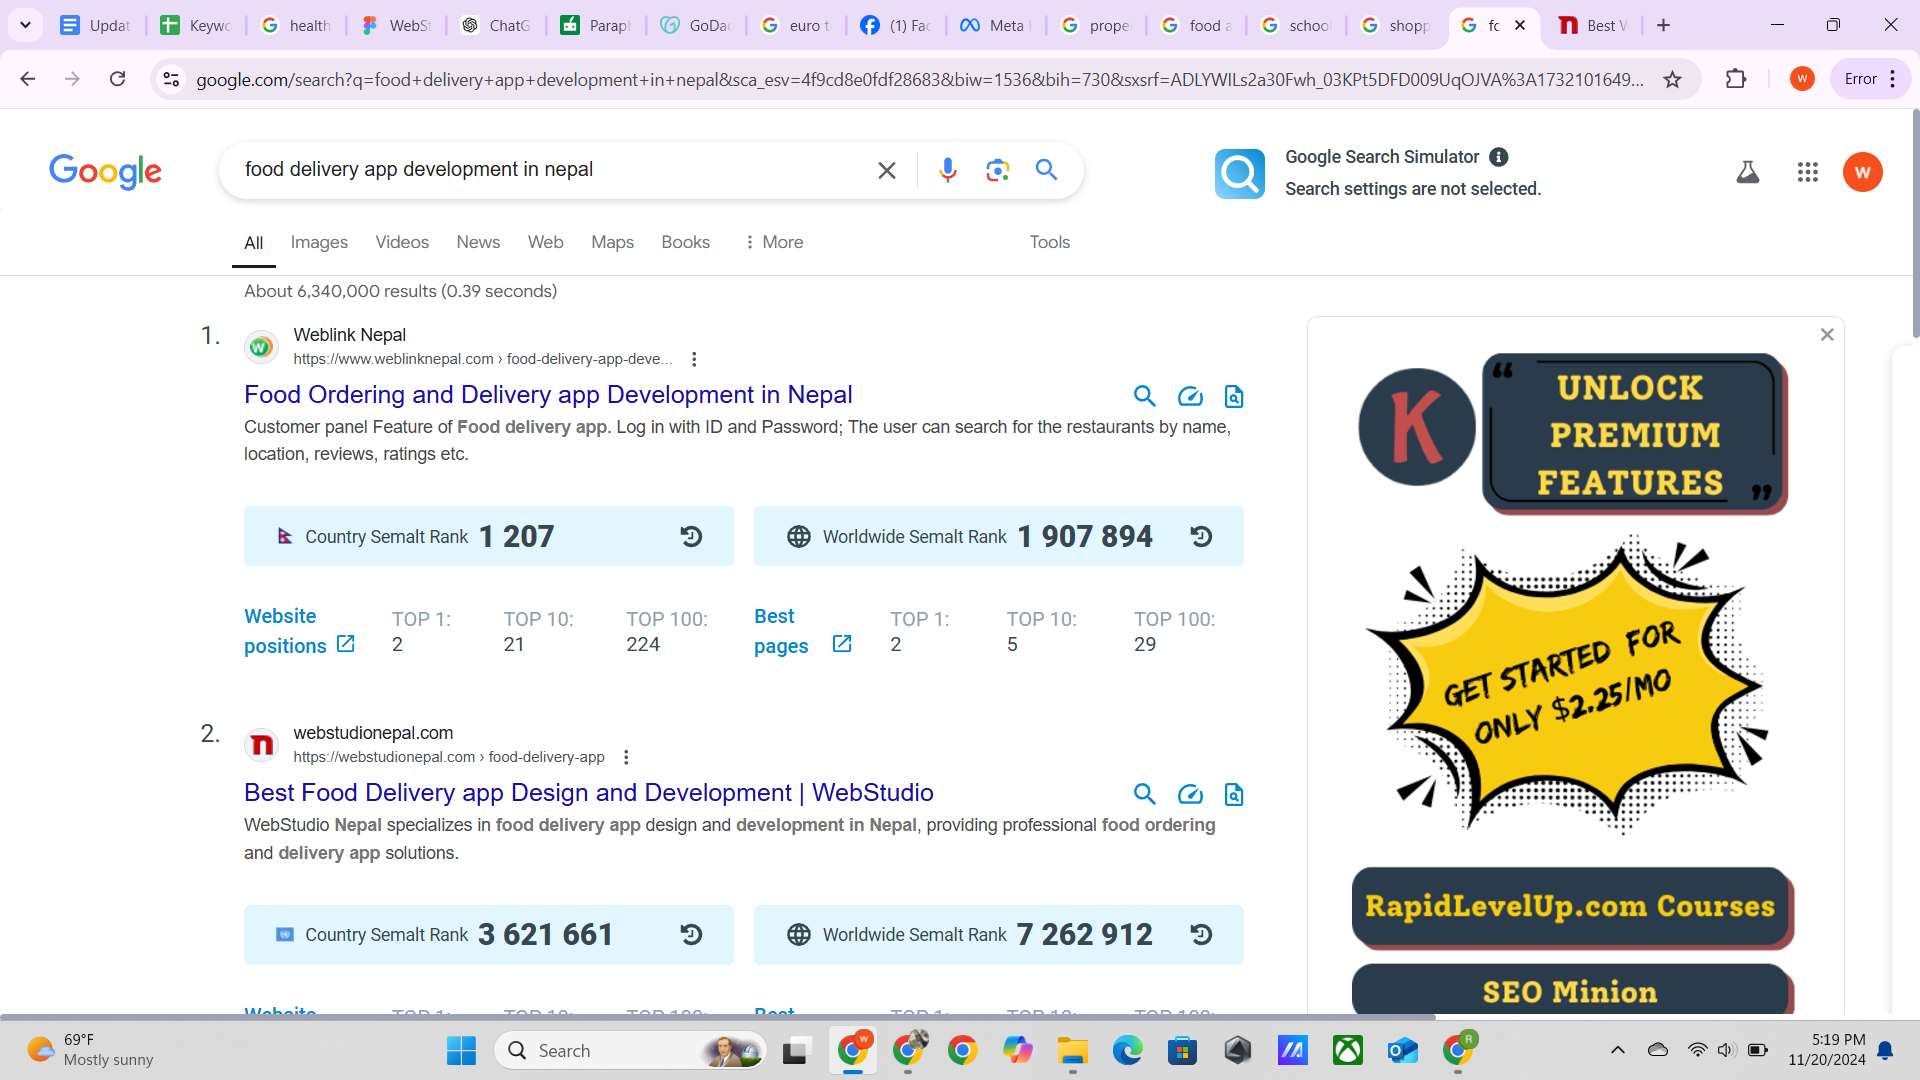 Updat
Keywo
health
WebSt
ChatG
Paraph
GoDac
euro t
(1) Fac
Meta
prope
food a
schoo
shopp
fc
Best W
google.com/search?q=food+delivery+app+development+in+nepal&sca_esv=4f9cd8e0fdf28683&biw=1536&bih=730&sxsrf=ADLYWILs2a30Fwh_03KPt5DFD009UqOJVA%3A1732101649...
W
Error
Google
food delivery app development in nepal
Google Search Simulator
Search settings are not selected.
W
All
Images
Videos
News
Web
Maps
Books
More
Tools
About 6,340,000 results (0.39 seconds)
1.
Weblink Nepal
https://www.weblinknepal.com › food-delivery-app-deve...
Food Ordering and Delivery app Development in Nepal
Customer panel Feature of Food delivery app. Log in with ID and Password; The user can search for the restaurants by name,
location, reviews, ratings etc.
Country Semalt Rank 1 207
Worldwide Semalt Rank 1 907 894
Website
positions
TOP 1:
2
TOP 10:
21
TOP 100:
224
Best
pages
TOP 1:
2
TOP 10:
5
TOP 100:
29
2.
webstudionepal.com
https://webstudionepal.com › food-delivery-app
Best Food Delivery app Design and Development | WebStudio
WebStudio Nepal specializes in food delivery app design and development in Nepal, providing professional food ordering
and delivery app solutions.
Country Semalt Rank 3 621 661
Worldwide Semalt Rank 7 262 912
Website
TOP 1:
TOP 10:
TOP 100:
Best
TOP 1:
TOP 10:
TOP 100:
K
“ UNLOCK
PREMIUM
FEATURES ”
GET STARTED FOR
ONLY $2.25/MO
RapidLevelUp.com Courses
SEO Minion
69°F
Mostly sunny
Search
W
R
5:19 PM
11/20/2024